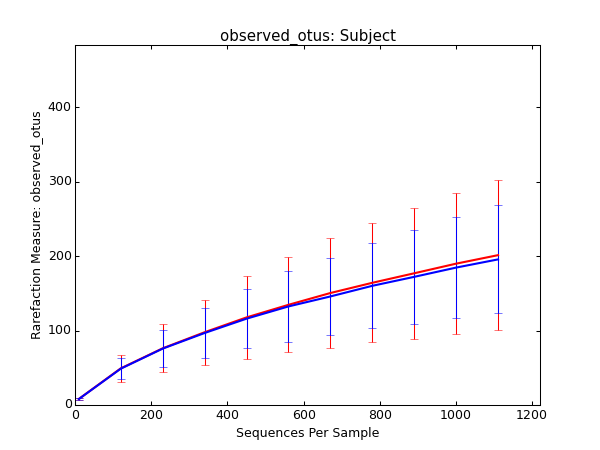 observed_otus: Subject
Rarefaction Measure: observed_otus
400
300
200
100
0
0 200 400 600 800 1000 1200
Sequences Per Sample